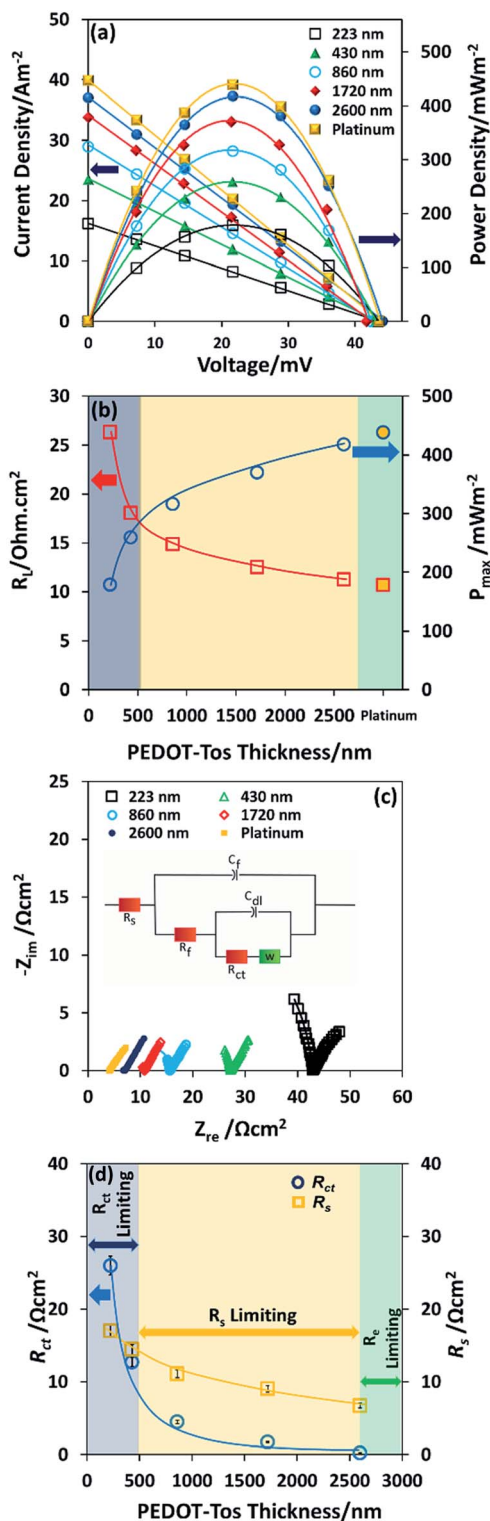 (a)
223 nm
430 nm
860 nm
1720 nm
2600 nm
Platinum
Current Density/Am⁻²
50
40
30
20
10
0
Power Density/mWm⁻²
500
400
300
200
100
0
0 10 20 30 40
Voltage/mV
(b)
R_L/Ohm.cm²
30
25
20
15
10
5
0
P_max /mWm⁻²
500
400
300
200
100
0
0 500 1000 1500 2000 2500 Platinum
PEDOT-Tos Thickness/nm
(c)
223 nm 430 nm
860 nm 1720 nm
2600 nm Platinum
-Z_im /Ωcm²
25
20
15
10
5
0
C_f
C_dl
R_s
R_f
R_ct
w
0 10 20 30 40 50 60
Z_re /Ωcm²
(d)
R_ct
Limiting
R_ct
R_s
R_s Limiting
R_e
Limiting
R_ct/Ωcm²
40
30
20
10
0
R_s/Ωcm²
40
30
20
10
0
0 500 1000 1500 2000 2500 3000
PEDOT-Tos Thickness/nm